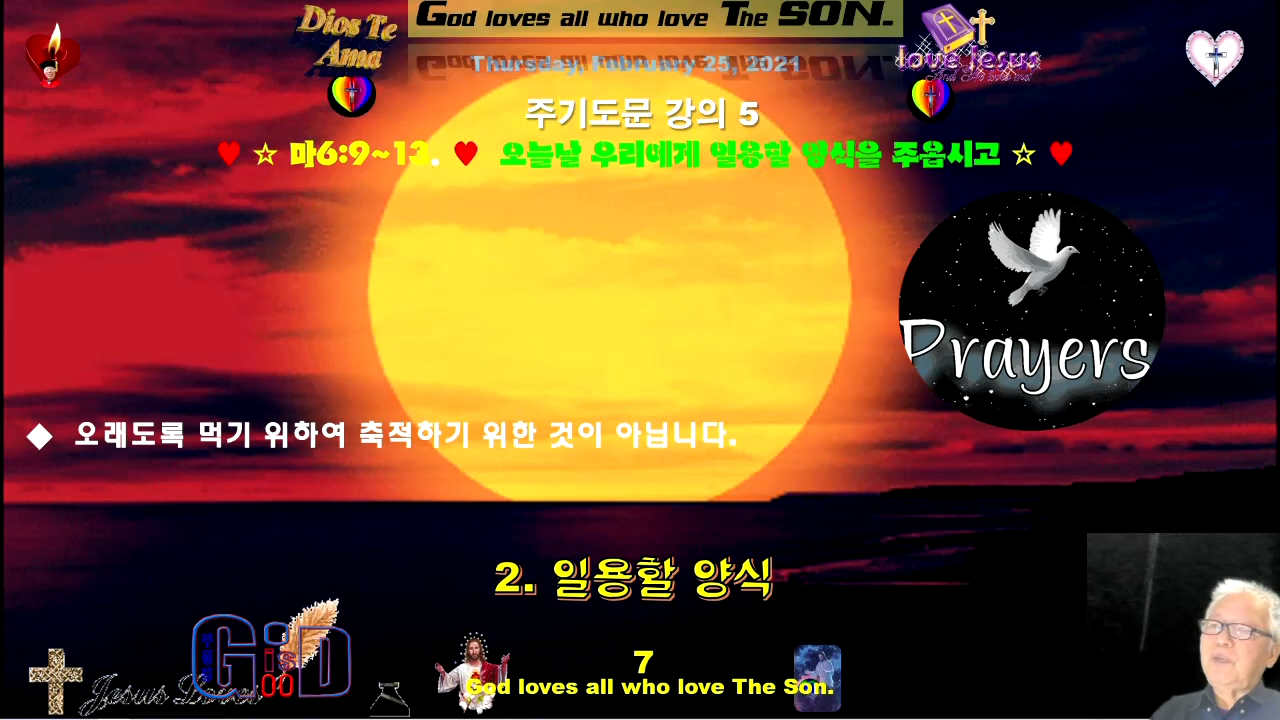 God loves all who love The SON.
Dios Te Ama
love Jesus
Thursday, February 25, 2021
주기도문 강의 5
♥ ☆ 마6:9~13. ♥ 오늘날 우리에게 일용할 양식을 주옵시고 ☆ ♥
Prayers
◆ 오래도록 먹기 위하여 축적하기 위한 것이 아닙니다.
2. 일용할 양식
GisD
Jesus Loves
7
God loves all who love The Son.